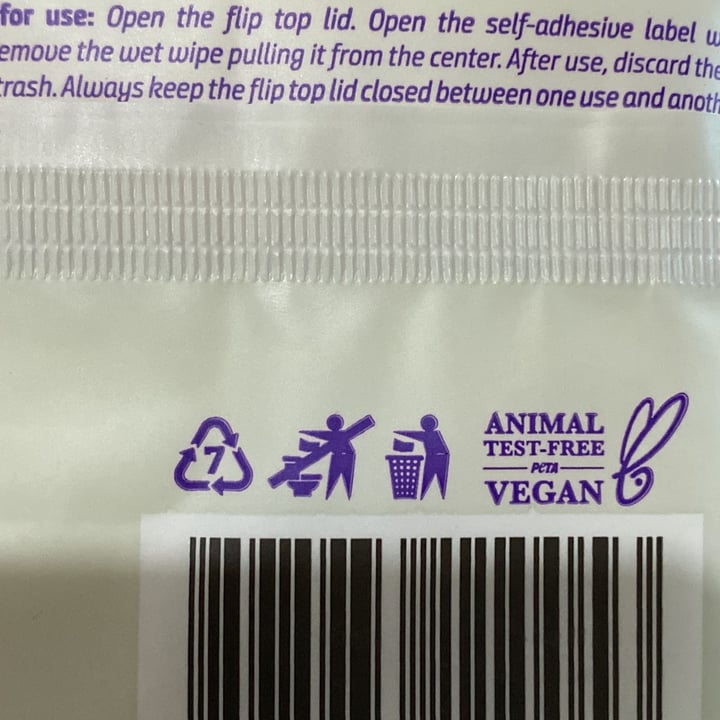 for use: Open the flip top lid. Open the self-adhesive label
emove the wet wipe pulling it from the center. After use, discard the
trash. Always keep the flip top lid closed between one use and anoth
7
ANIMAL
TEST-FREE
PETA
VEGAN